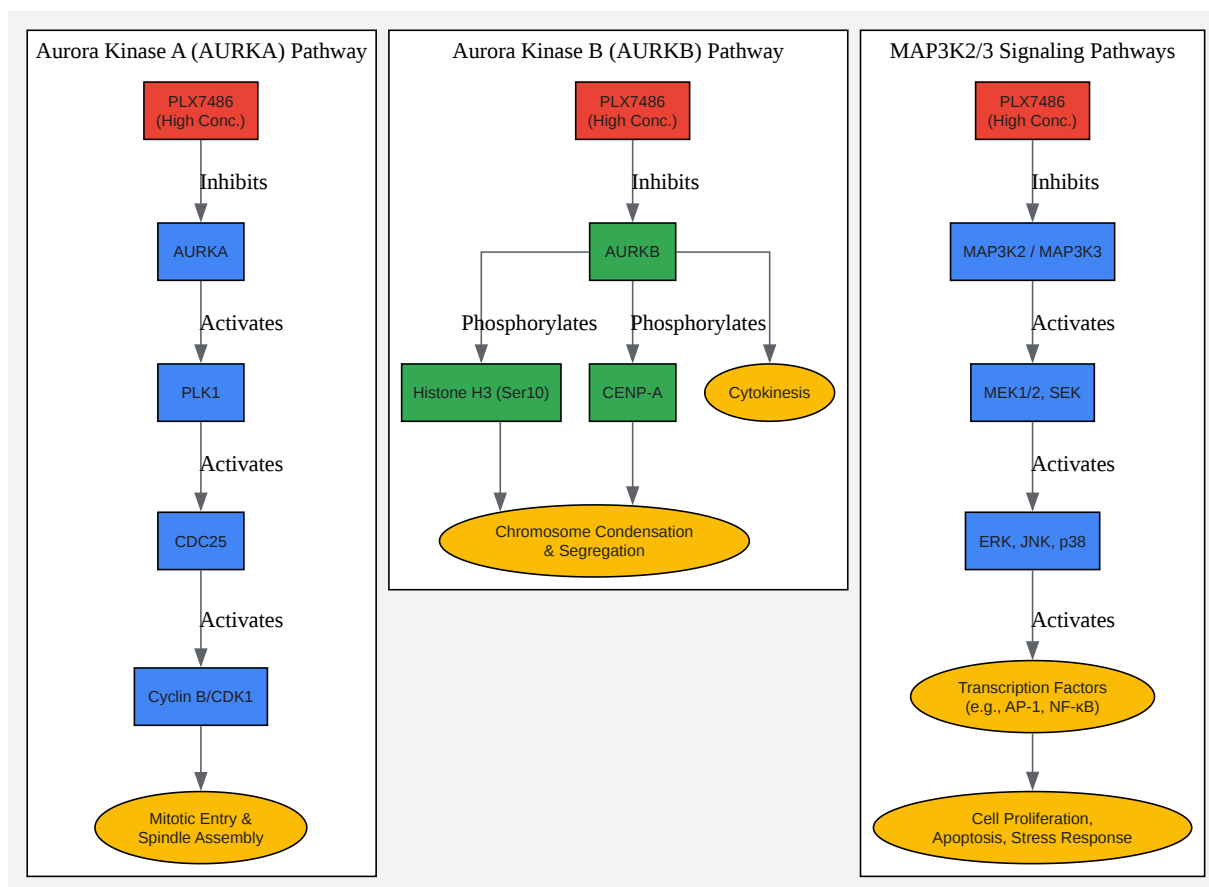 Aurora Kinase A (AURKA) Pathway
PLX7486
(High Conc.)
Inhibits
AURKA
Activates
PLK1
Activates
CDC25
Activates
Cyclin B/CDK1
Mitotic Entry &
Spindle Assembly
Aurora Kinase B (AURKB) Pathway
PLX7486
(High Conc.)
Inhibits
AURKB
Phosphorylates
Phosphorylates
Histone H3 (Ser10)
CENP-A
Cytokinesis
Chromosome Condensation
& Segregation
MAP3K2/3 Signaling Pathways
PLX7486
(High Conc.)
Inhibits
MAP3K2 / MAP3K3
Activates
MEK1/2, SEK
Activates
ERK, JNK, p38
Activates
Transcription Factors
(e.g., AP-1, NF-κB)
Cell Proliferation,
Apoptosis, Stress Response